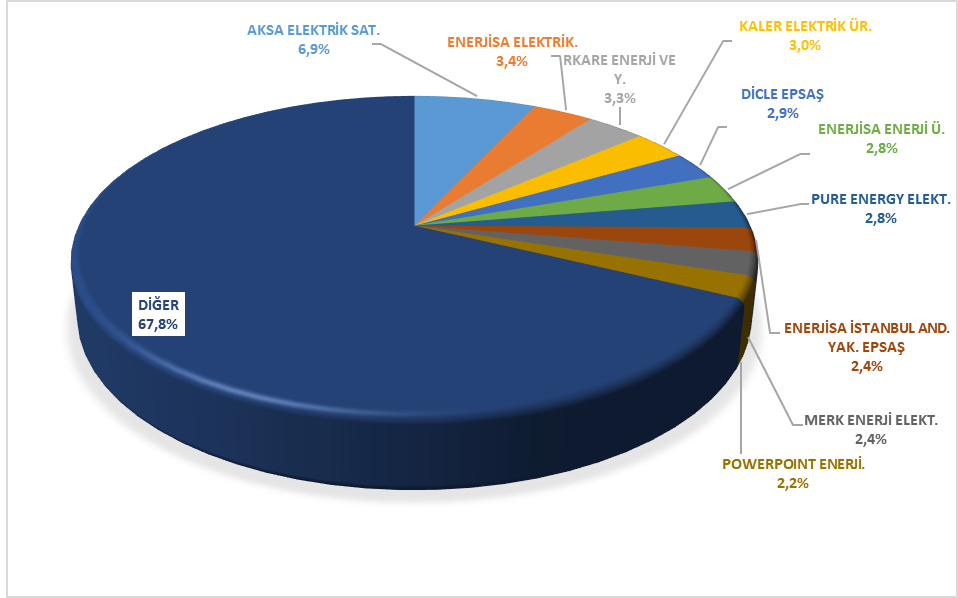 AKSA ELEKTRİK SAT.
6,9%
ENERJİSA ELEKTRİK.
3,4%
RKARE ENERJİ VE
Y.
3,3%
KALER ELEKTRİK ÜR.
3,0%
DİCLE EPSAŞ
2,9%
ENERJİSA ENERJİ Ü.
2,8%
PURE ENERGY ELEKT.
2,8%
ENERJİSA İSTANBUL AND.
YAK. EPSAŞ
2,4%
MERK ENERJİ ELEKT.
2,4%
POWERPOINT ENERJİ.
2,2%
DİĞER
67,8%